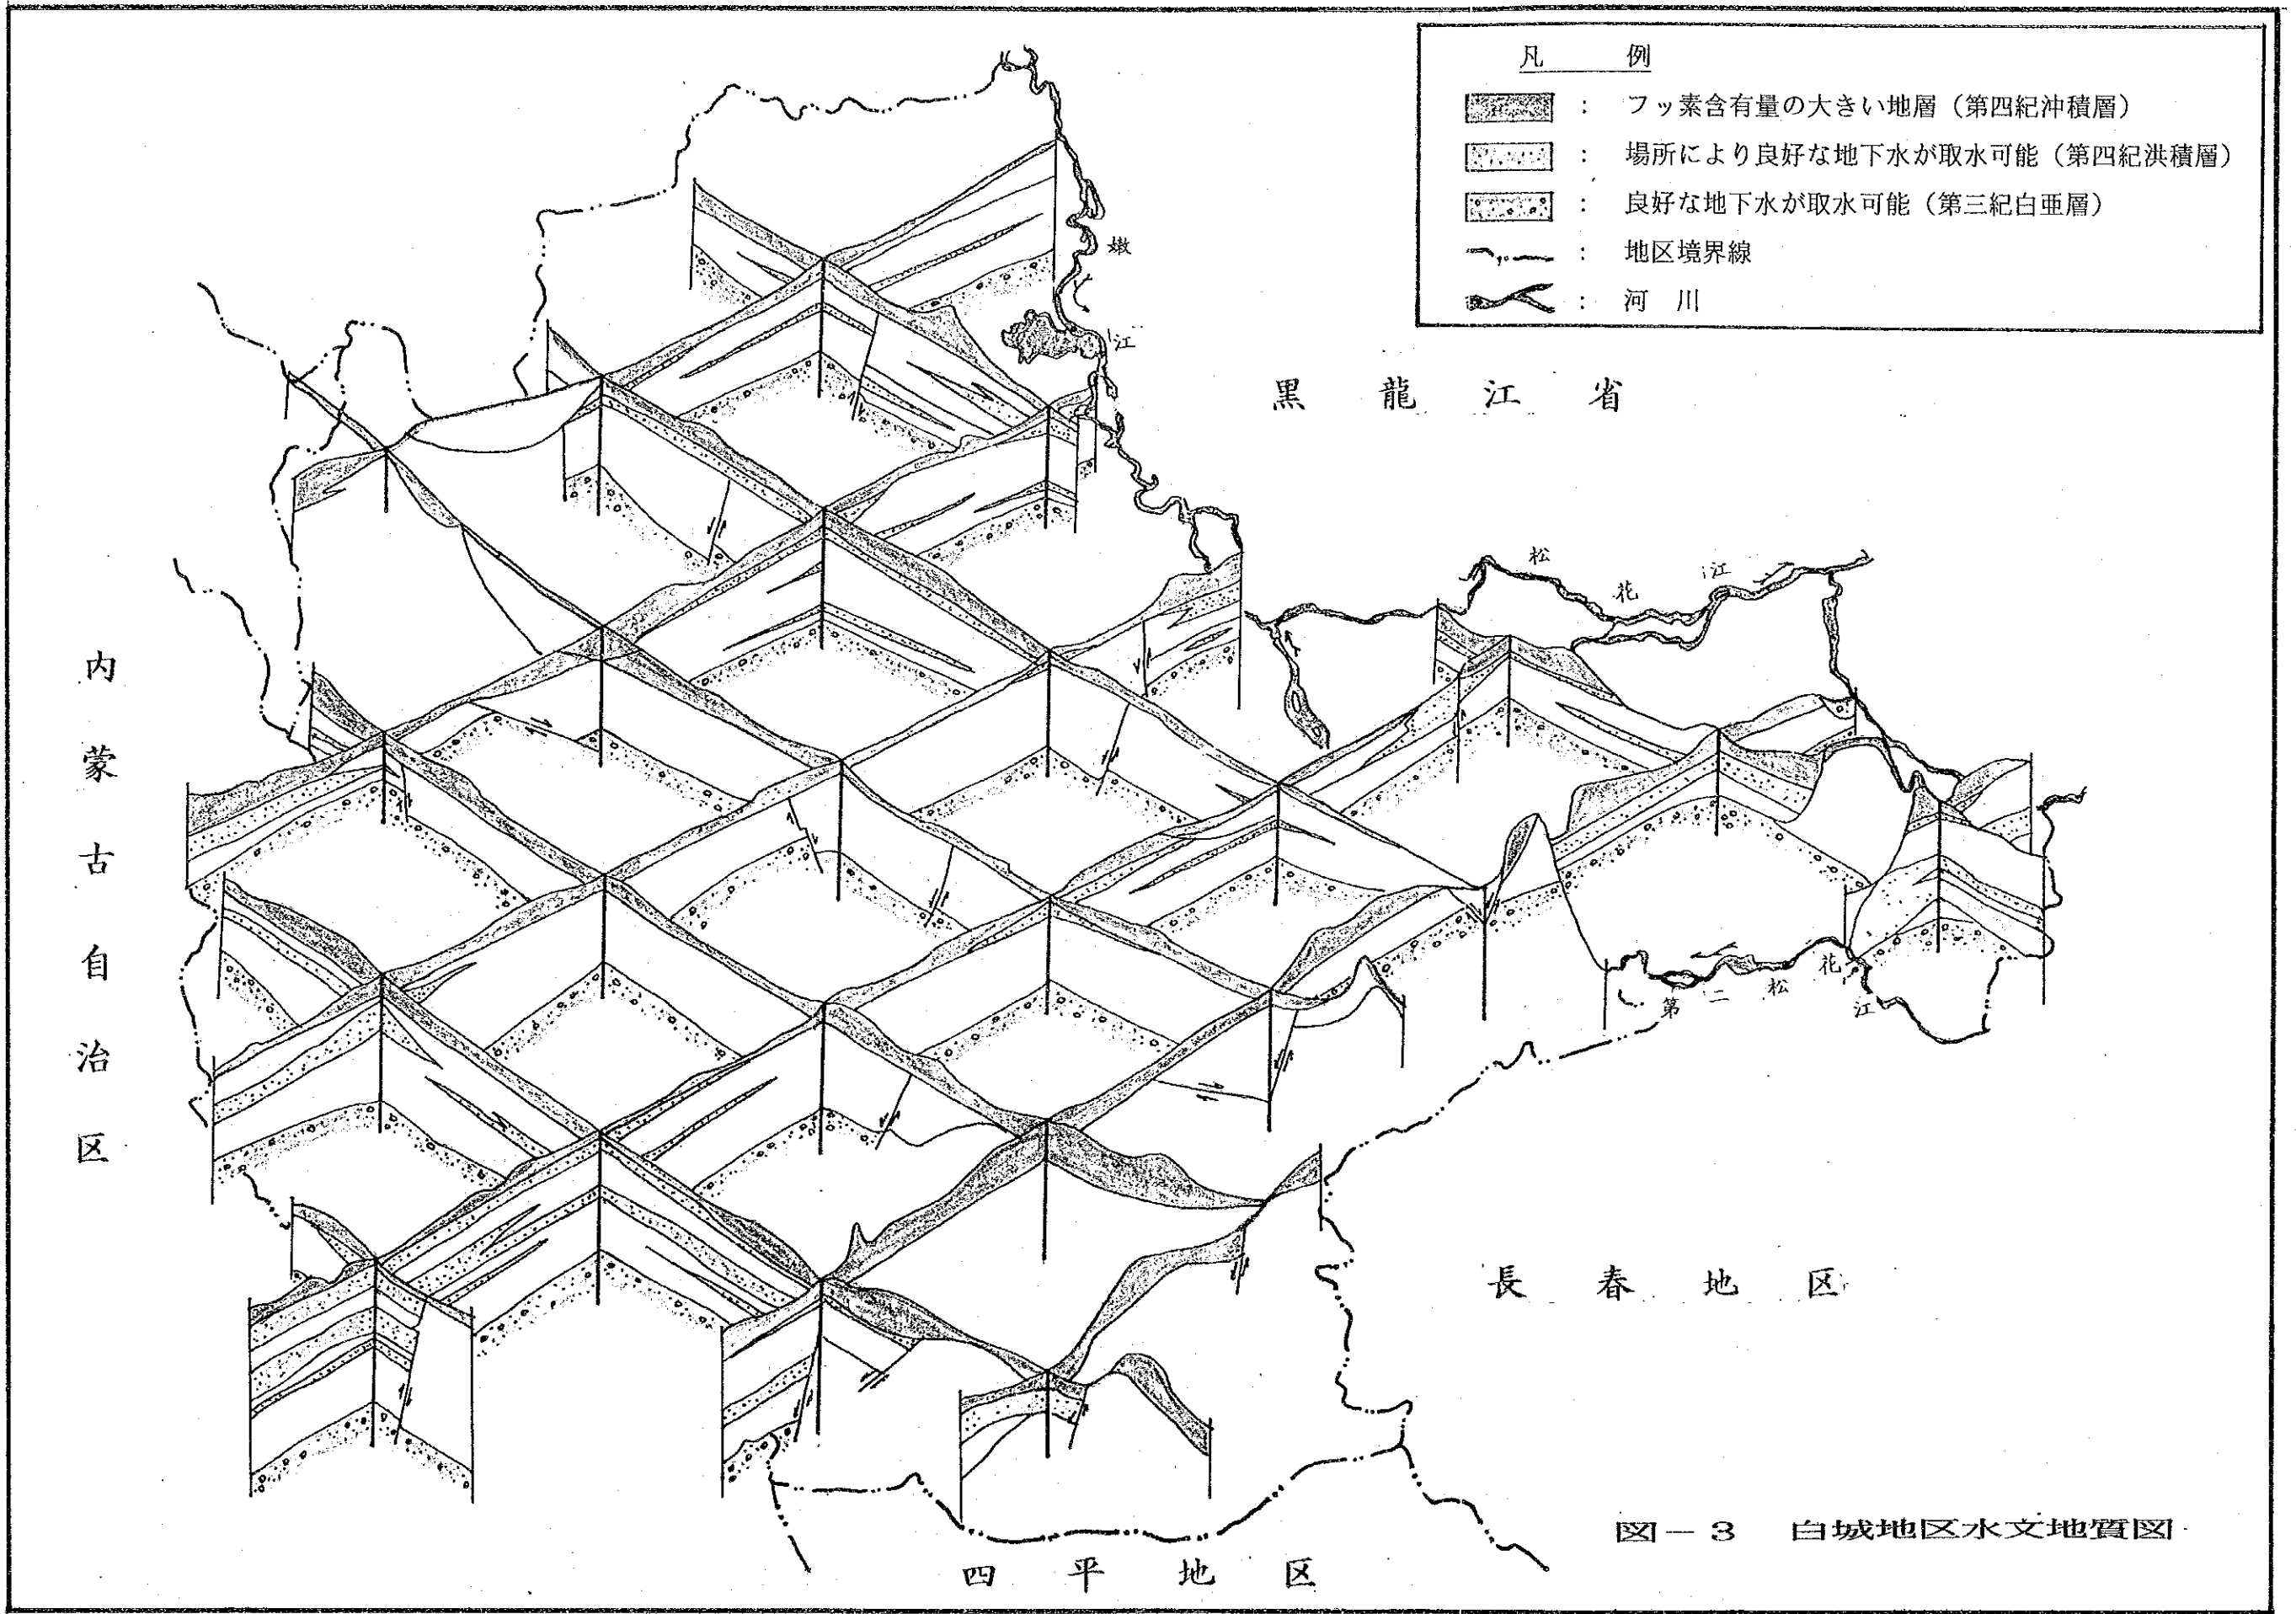 凡 例
: フッ素含有量の大きい地層(第四紀沖積層)
: 場所により良好な地下水が取水可能(第四紀洪積層)
: 良好な地下水が取水可能(第三紀白亜層)
: 地区境界線
: 河 川
嫩
江
黒 龍 江 省
松 花 江
内蒙古自治区
第 二 松 花 江
長 春 地 区
図-3 白城地区水文地質図
四 平 地 区